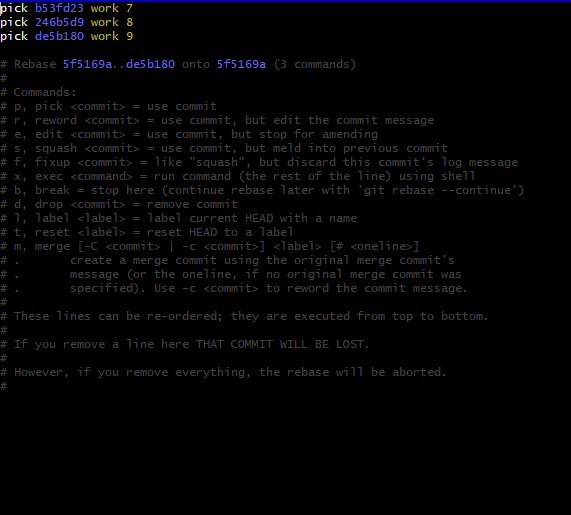 pick b53fd23 work 7
pick 246b5d9 work 8
pick de5b180 work 9
# Rebase 5f5169a..de5b180 onto 5f5169a (3 commands)
#
# Commands:
# p, pick <commit> = use commit
# r, reword <commit> = use commit, but edit the commit message
# e, edit <commit> = use commit, but stop for amending
# s, squash <commit> = use commit, but meld into previous commit
# f, fixup <commit> = like "squash", but discard this commit's log message
# x, exec <command> = run command (the rest of the line) using shell
# b, break = stop here (continue rebase later with 'git rebase --continue')
# d, drop <commit> = remove commit
# l, label <label> = label current HEAD with a name
# t, reset <label> = reset HEAD to a label
# m, merge [-C <commit> | -c <commit>] <label> [# <oneline>]
# .       create a merge commit using the original merge commit's
# .       message (or the oneline, if no original merge commit was
# .       specified). Use -c <commit> to reword the commit message.
#
# These lines can be re-ordered; they are executed from top to bottom.
#
# If you remove a line here THAT COMMIT WILL BE LOST.
#
# However, if you remove everything, the rebase will be aborted.
#